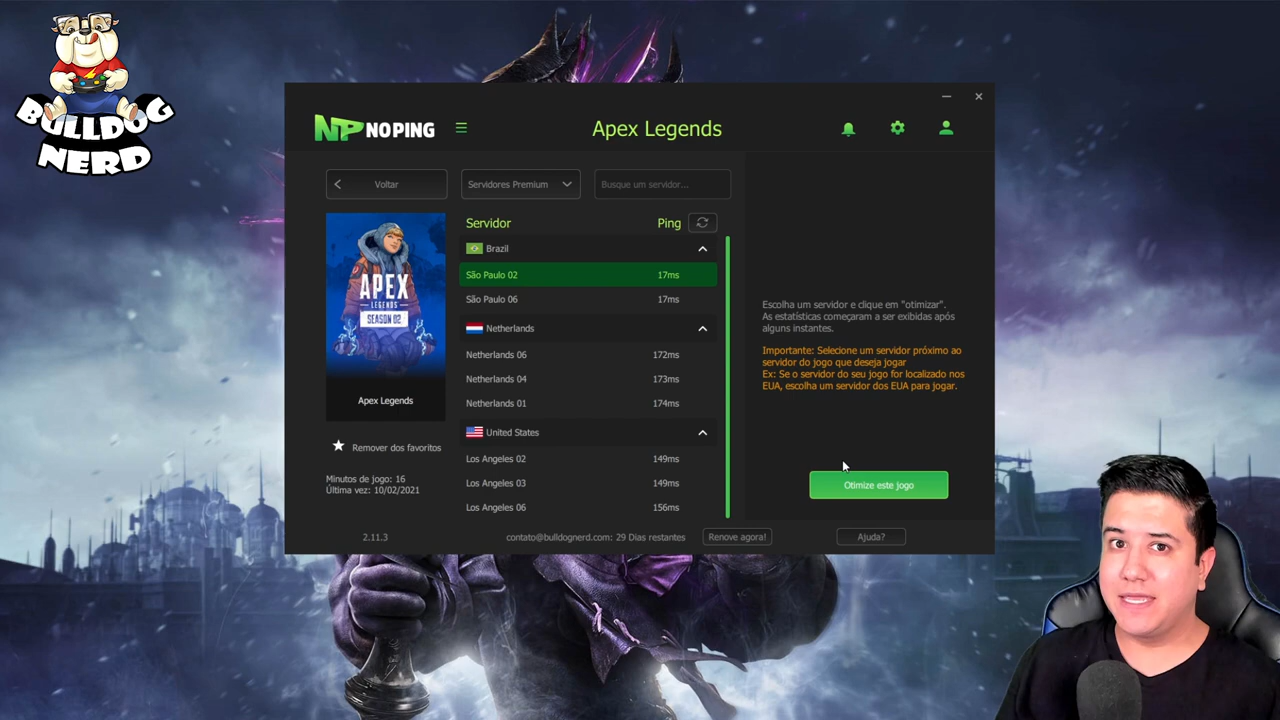 BULLDOG
NERD
NP NOPING
Apex Legends
Voltar
Servidores Premium
Busque um servidor...
Servidor
Ping
Brazil
São Paulo 02
17ms
São Paulo 06
17ms
Netherlands
Netherlands 06
172ms
Netherlands 04
173ms
Netherlands 01
174ms
United States
Los Angeles 02
149ms
Los Angeles 03
149ms
Los Angeles 06
156ms
APEX
LEGENDS
SEASON 02
Apex Legends
Remover dos favoritos
Minutos de jogo: 16
Última vez: 10/02/2021
Escolha um servidor e clique em "otimizar".
As estatísticas começaram a ser exibidas após
alguns instantes.
Importante: Selecione um servidor próximo ao
servidor do jogo que deseja jogar
Ex: Se o servidor do seu jogo for localizado nos
EUA, escolha um servidor dos EUA para jogar.
Otimize este jogo
2.11.3
contato@bulldognerd.com: 29 Dias restantes
Renove agora!
Ajuda?